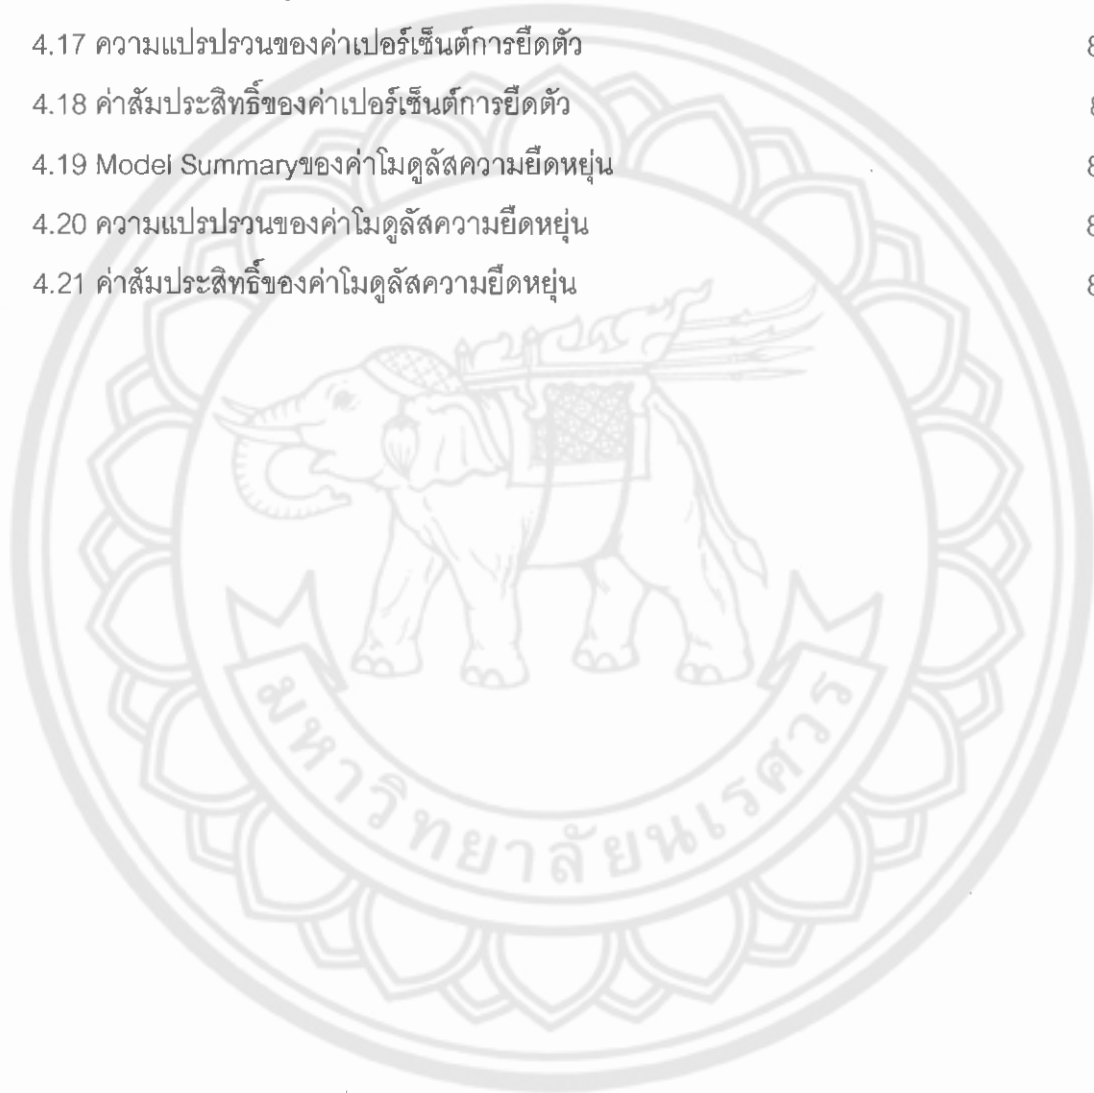 4.17 ความแปรปรวนของค่าเปอร์เซ็นต์การยืดตัว 8
4.18 ค่าสัมประสิทธิ์ของค่าเปอร์เซ็นต์การยืดตัว 8
4.19 Model Summaryของค่าโมดูลัสความยืดหยุ่น 8
4.20 ความแปรปรวนของค่าโมดูลัสความยืดหยุ่น 8
4.21 ค่าสัมประสิทธิ์ของค่าโมดูลัสความยืดหยุ่น 8
มหาวิทยาลัยนเรศวร